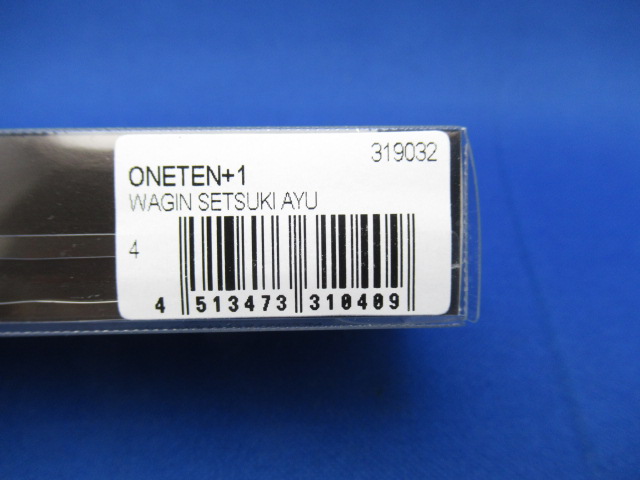 319032
ONETEN+1
WAGIN SETSUKI AYU
4
4 513473 310409